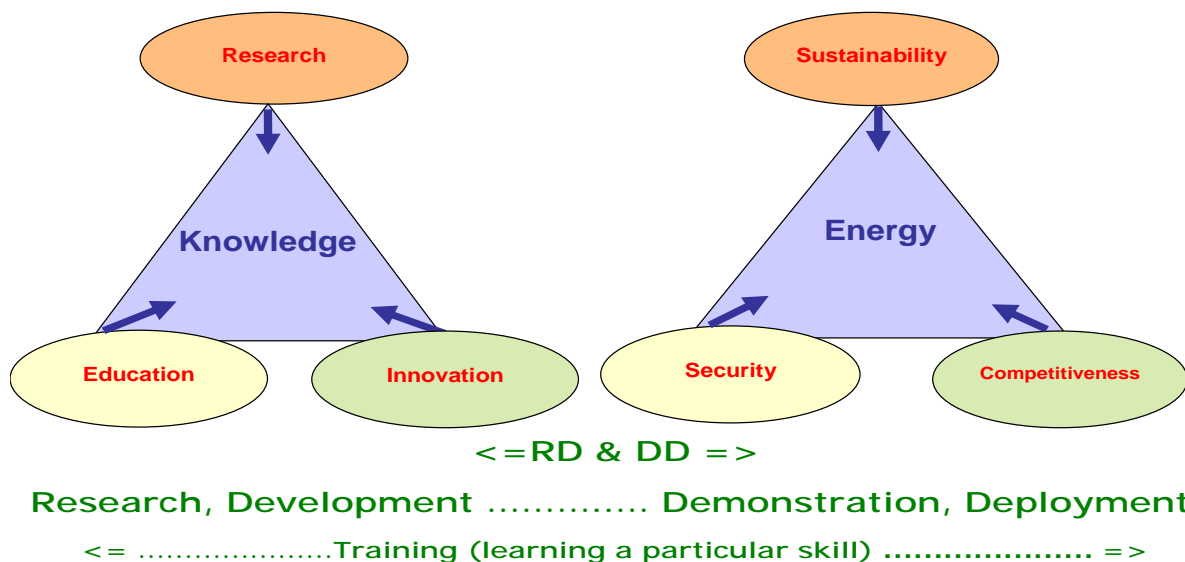 Research
Sustainability
Knowledge
Energy
Education
Innovation
Security
Competitiveness
<=RD & DD =>
Research, Development .............. Demonstration, Deployment
<= .....................Training (learning a particular skill) ..................... =>